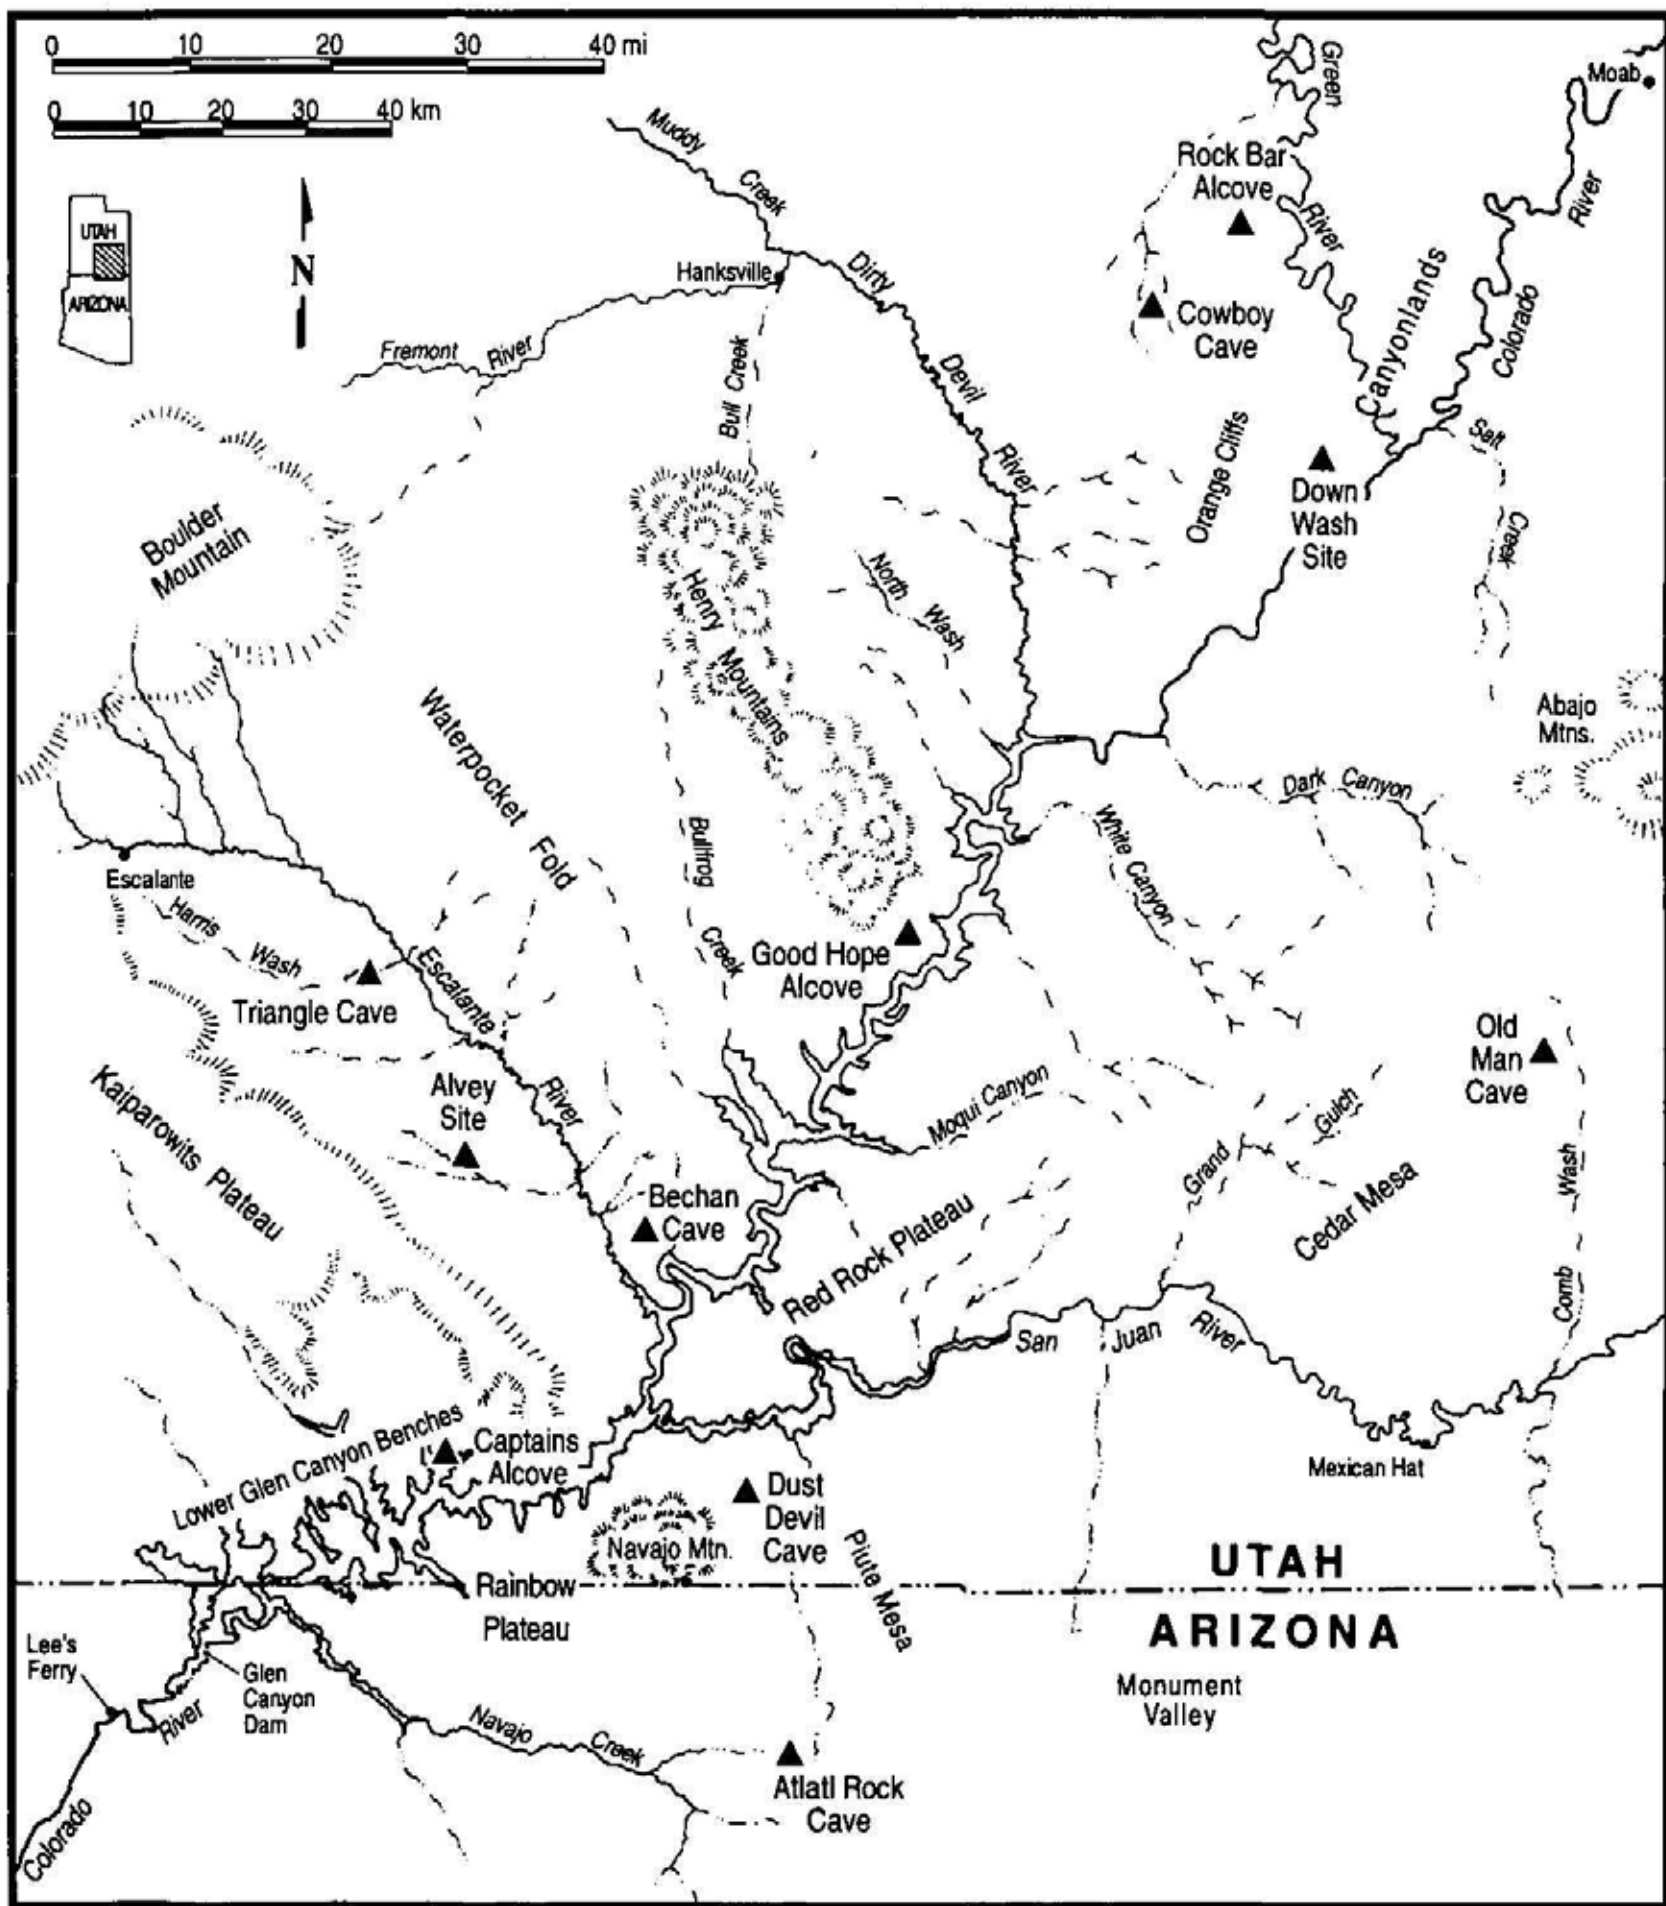 0 10 20 30 40 mi
0 10 20 30 40 km
UTAH
ARIZONA
N
Muddy Creek
Hanksville
Fremont River
Dirty Devil River
Bull Creek
Green River
Moab
Rock Bar
Alcove
Cowboy
Cave
Canyonlands
Colorado River
Orange Cliffs
Salt Creek
Down
Wash
Site
Boulder
Mountain
Henry Mountains
North Wash
Waterpocket Fold
Abajo
Mtns.
Dark Canyon
White Canyon
Bullfrog Creek
Escalante
Harris Wash
Triangle Cave
Escalante River
Good Hope
Alcove
Old
Man
Cave
Kaiparowits Plateau
Alvey
Site
Moqui Canyon
Grand Gulch
Cedar Mesa
Comb Wash
Bechan
Cave
Red Rock Plateau
San Juan River
Mexican Hat
Lower Glen Canyon Benches
Captains
Alcove
Dust
Devil
Cave
Navajo Mtn.
Piute Mesa
UTAH
ARIZONA
Rainbow
Plateau
Monument
Valley
Lee's
Ferry
Glen
Canyon
Dam
Colorado River
Navajo Creek
Atlatl Rock
Cave